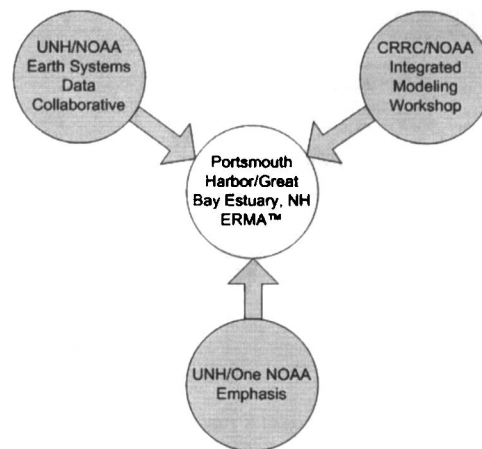 UNH/NOAA
Earth Systems
Data
Collaborative
CRRC/NOAA
Integrated
Modeling
Workshop
Portsmouth
Harbor/Great
Bay Estuary, NH
ERMA™
UNH/One NOAA
Emphasis